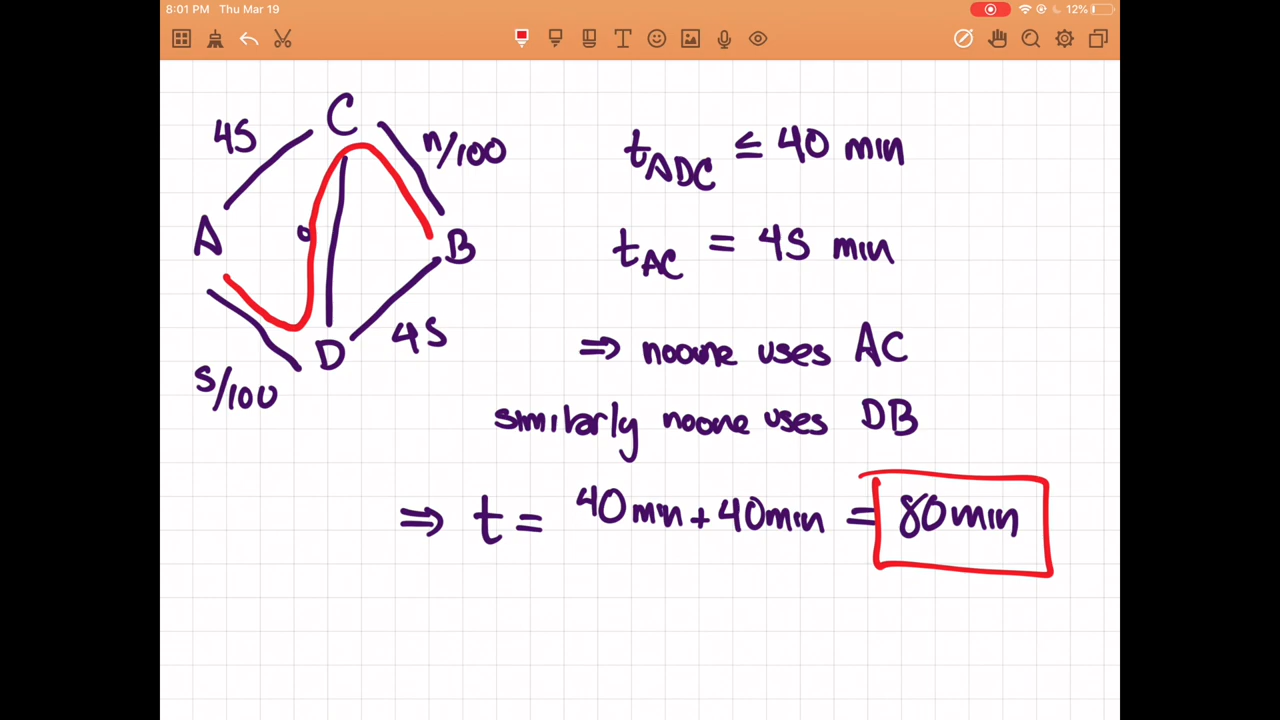 8:01 PM Thu Mar 19
12%
C
45
n/100
A
0
B
D
45
s/100
t_ADC ≤ 40 min
t_AC = 45 min
⇒ noone uses AC
similarly noone uses DB
⇒ t = 40min + 40min = 80min